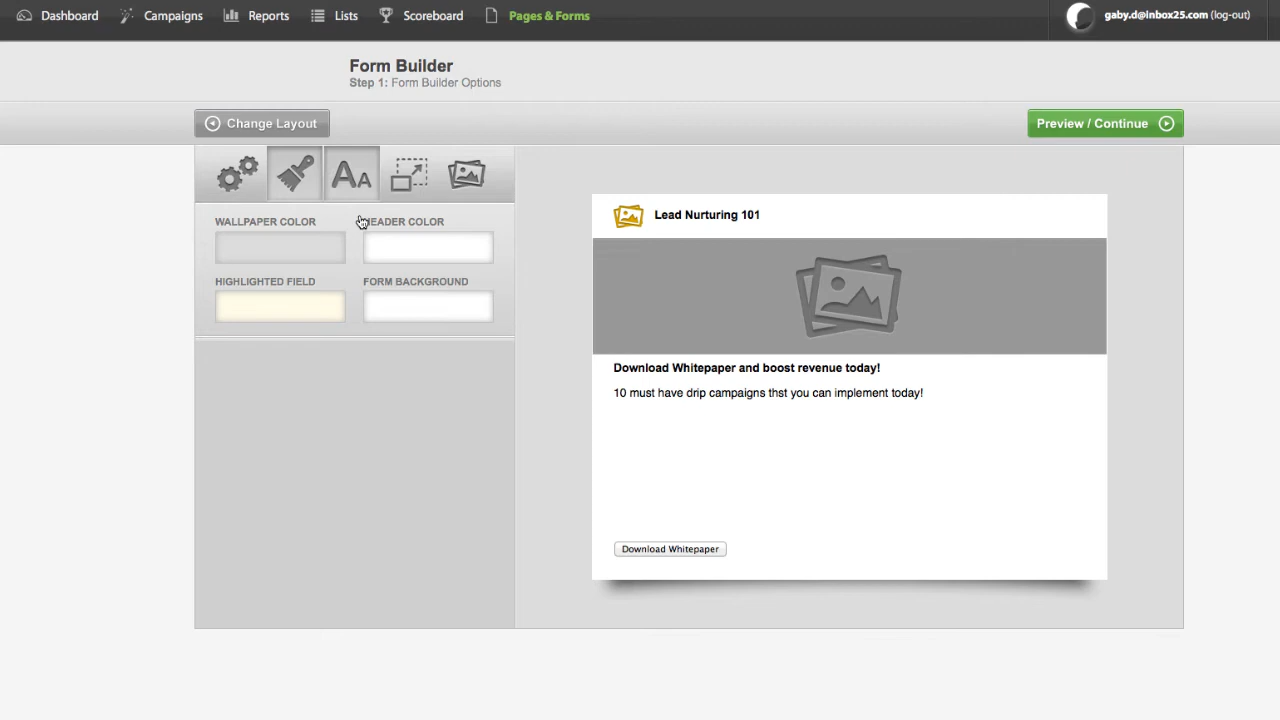 Dashboard
Campaigns
Reports
Lists
Scoreboard
Pages & Forms
gaby.d@inbox25.com (log-out)
Form Builder
Step 1: Form Builder Options
Change Layout
Preview / Continue
AA
WALLPAPER COLOR
EADER COLOR
HIGHLIGHTED FIELD
FORM BACKGROUND
Lead Nurturing 101
Download Whitepaper and boost revenue today!
10 must have drip campaigns thst you can implement today!
Download Whitepaper